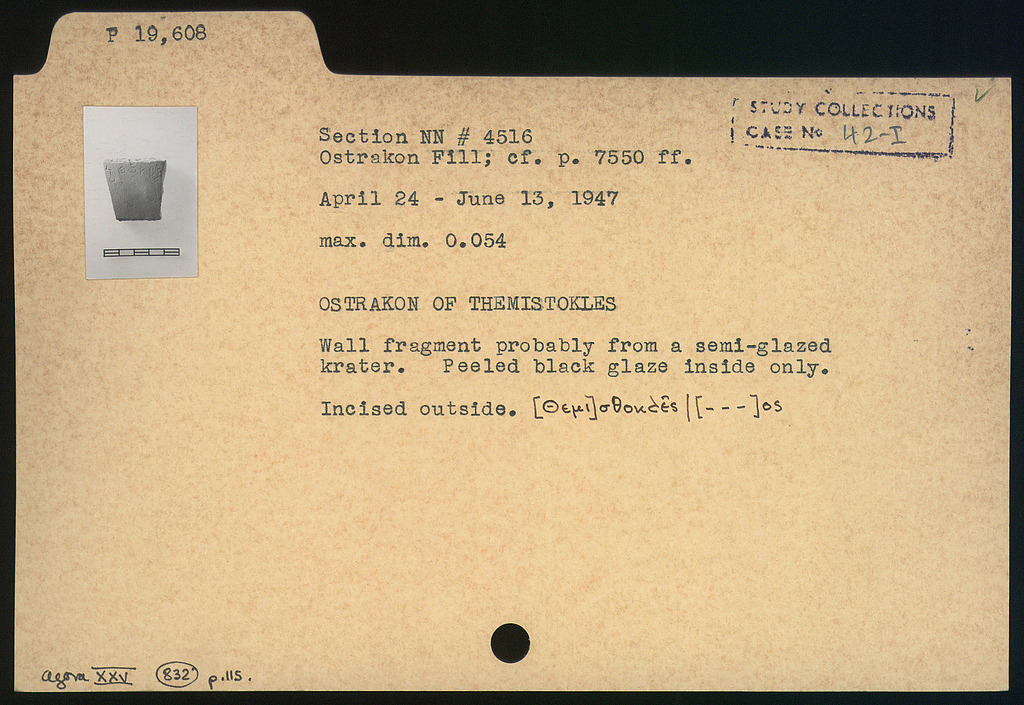 P 19,608
STUDY COLLECTIONS
CASE No 42-I
Section NN # 4516
Ostrakon Fill; cf. p. 7550 ff.
April 24 - June 13, 1947
max. dim. 0.054
OSTRAKON OF THEMISTOKLES
Wall fragment probably from a semi-glazed
krater. Peeled black glaze inside only.
Incised outside. [Θεμι]σθοκλε̂ς|[---]ος
Agora XXV 832 p.115.